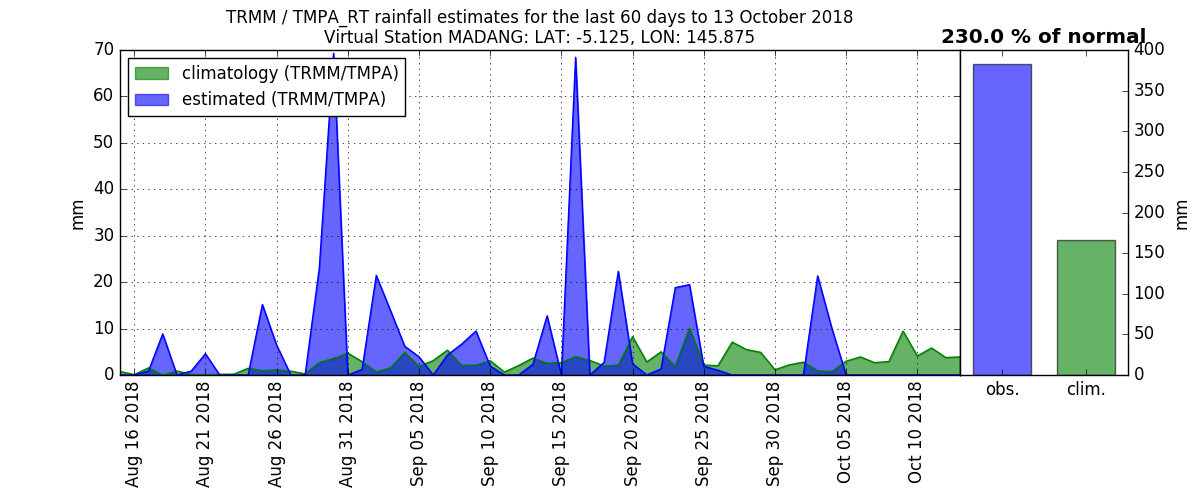 TRMM / TMPA_RT rainfall estimates for the last 60 days to 13 October 2018
Virtual Station MADANG: LAT: -5.125, LON: 145.875
230.0 % of normal
climatology (TRMM/TMPA)
estimated (TRMM/TMPA)
70
60
50
40
30
20
10
0
mm
Aug 16 2018
Aug 21 2018
Aug 26 2018
Aug 31 2018
Sep 05 2018
Sep 10 2018
Sep 15 2018
Sep 20 2018
Sep 25 2018
Sep 30 2018
Oct 05 2018
Oct 10 2018
400
350
300
250
200
150
100
50
0
mm
obs.
clim.